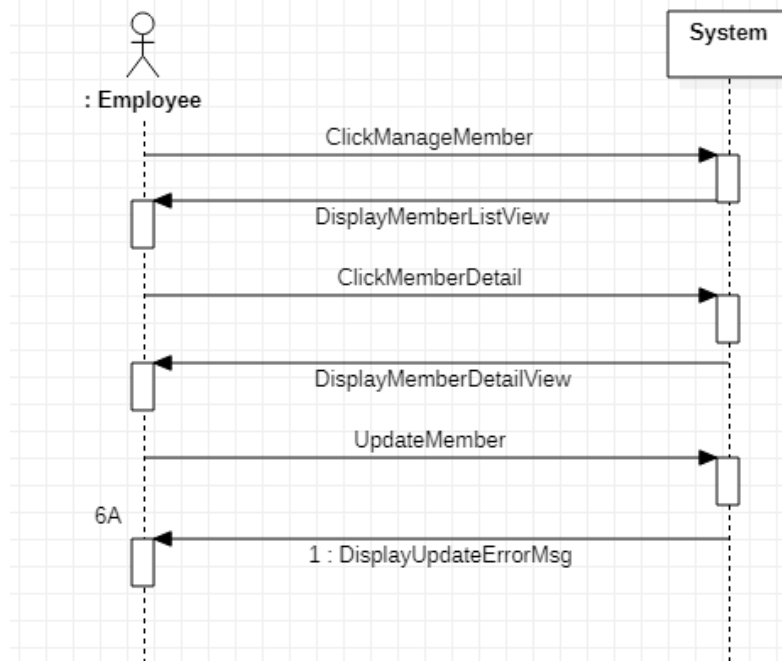 System
: Employee
ClickManageMember
DisplayMemberListView
ClickMemberDetail
DisplayMemberDetailView
UpdateMember
6A
1 : DisplayUpdateErrorMsg